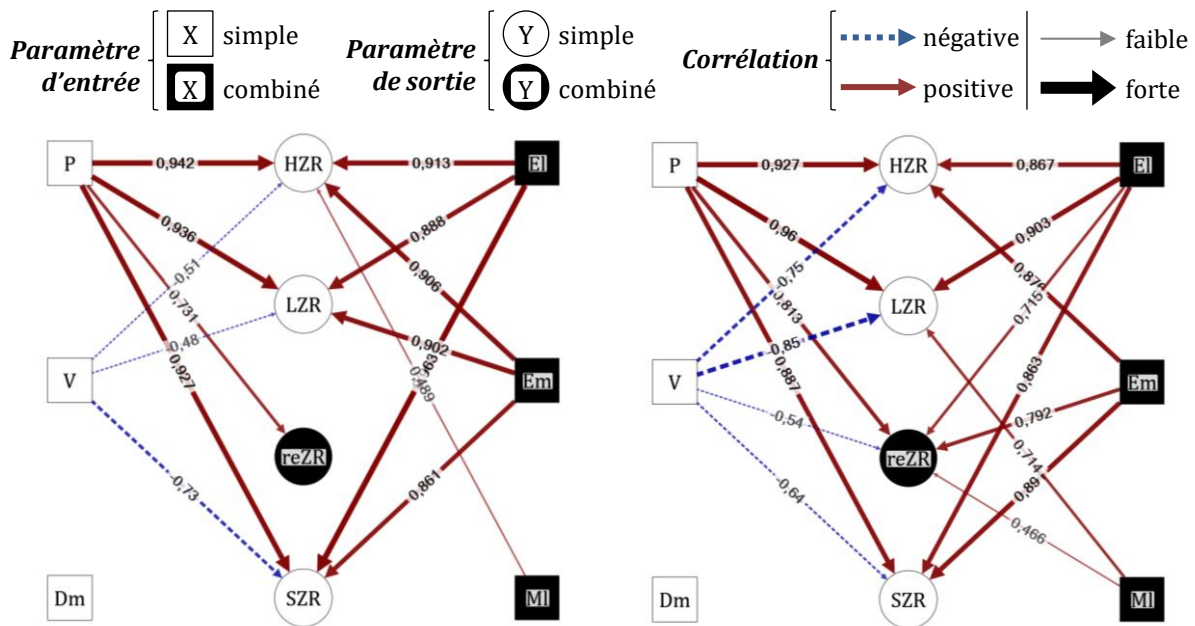 Paramètre d'entrée
X simple
X combiné
Paramètre de sortie
Y simple
Y combiné
Corrélation
négative
faible
positive
forte
P
0,942
HZR
0,913
El
0,936
0,888
-0,51
0,906
0,731
LZR
-0,48
0,902
V
0,927
0,489
Em
reZR
-0,73
0,861
Dm
SZR
Ml
P
0,927
HZR
0,867
El
0,96
0,903
-0,75
0,813
0,715
LZR
-0,85
V
0,887
0,863
Em
-0,54
0,792
reZR
0,714
-0,64
0,89
0,466
Dm
SZR
Ml